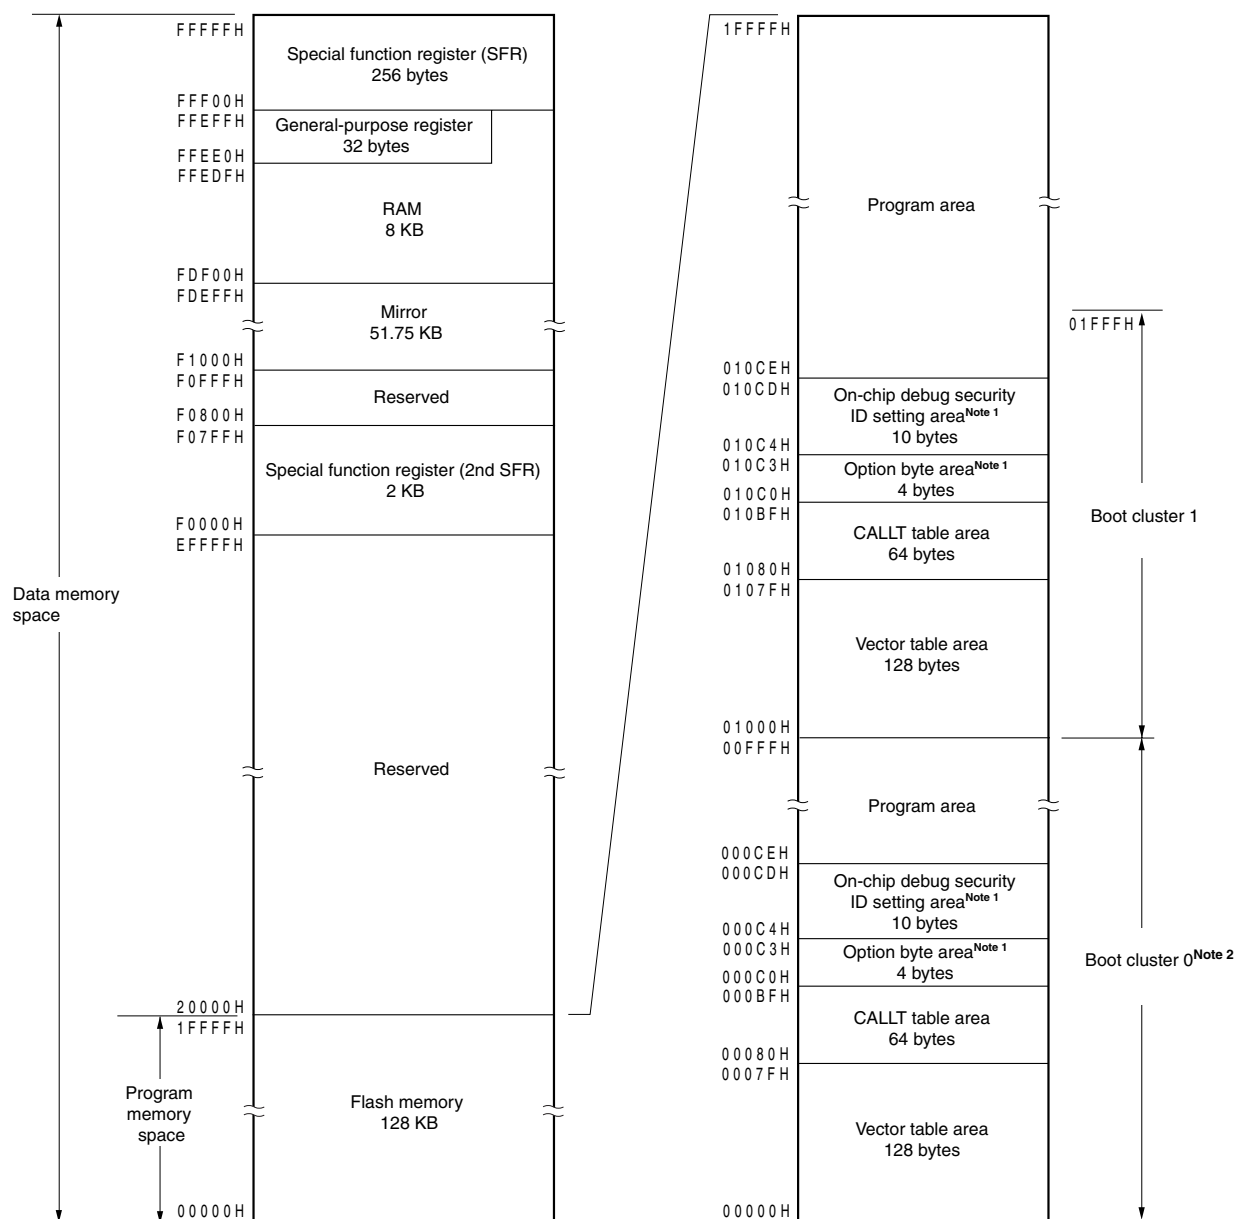 FFFFFH
Special function register (SFR)
256 bytes
FFF00H
FFEFFH
General-purpose register
32 bytes
FFEE0H
FFEDFH
RAM
8 KB
FDF00H
FDEFFH
Mirror
51.75 KB
F1000H
F0FFFH
Reserved
F0800H
F07FFH
Special function register (2nd SFR)
2 KB
F0000H
EFFFFH
Data memory
space
Reserved
20000H
1FFFFH
Program
memory
space
Flash memory
128 KB
00000H
1FFFFH
Program area
01FFFH
010CEH
010CDH
On-chip debug security
ID setting areaNote 1
10 bytes
010C4H
010C3H
Option byte areaNote 1
4 bytes
010C0H
010BFH
Boot cluster 1
CALLT table area
64 bytes
01080H
0107FH
Vector table area
128 bytes
01000H
00FFFH
Program area
000CEH
000CDH
On-chip debug security
ID setting areaNote 1
10 bytes
000C4H
000C3H
Option byte areaNote 1
4 bytes
Boot cluster 0Note 2
000C0H
000BFH
CALLT table area
64 bytes
00080H
0007FH
Vector table area
128 bytes
00000H